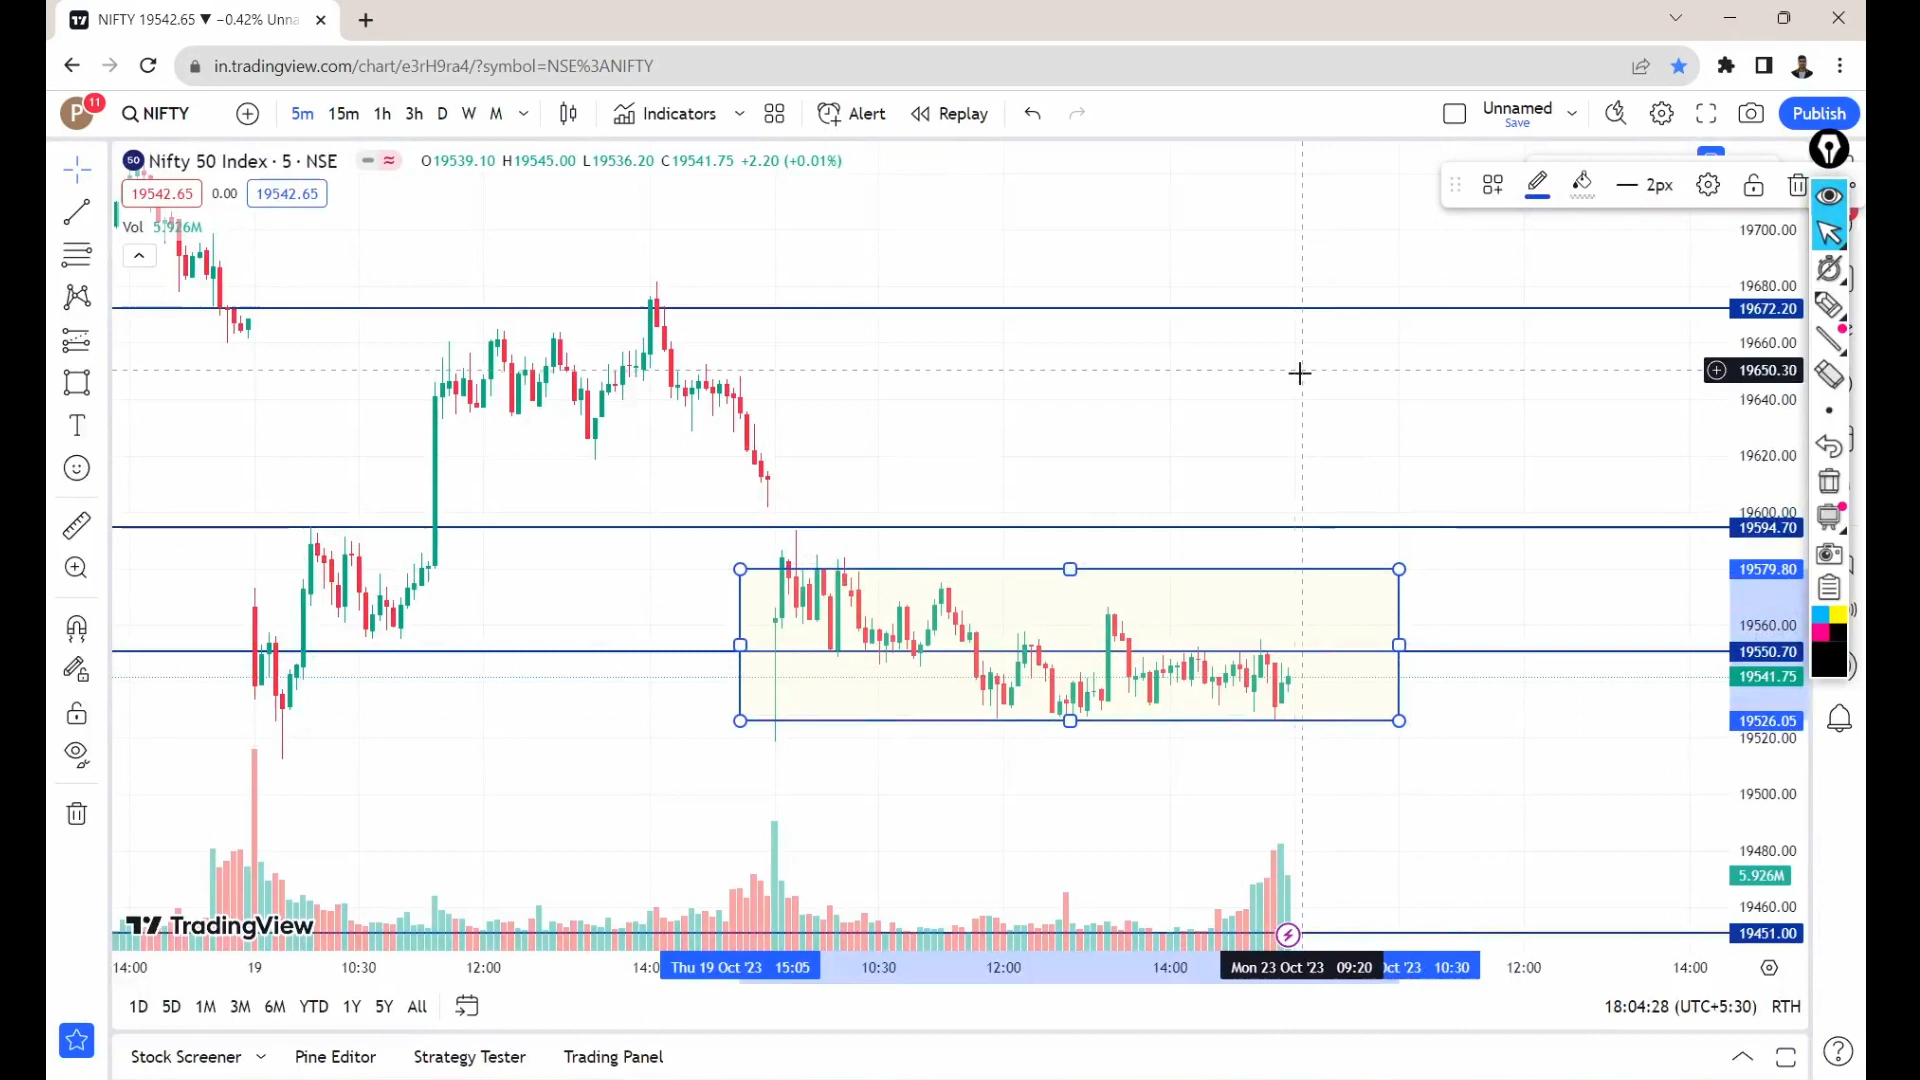 NIFTY 19542.65 ▼ −0.42% Unna
in.tradingview.com/chart/e3rH9ra4/?symbol=NSE%3ANIFTY
P 11 NIFTY 5m 15m 1h 3h D W M Indicators Alert Replay Unnamed Publish
Save
50 Nifty 50 Index · 5 · NSE O19539.10 H19545.00 L19536.20 C19541.75 +2.20 (+0.01%)
19542.65 0.00 19542.65
2px
Vol 5.926M
19700.00
19680.00
19672.20
19660.00
19650.30
19640.00
19620.00
19600.00
19594.70
19579.80
19560.00
19550.70
19541.75
19526.05
19520.00
19500.00
19480.00
5.926M
19460.00
TradingView
19451.00
14:00 19 10:30 12:00 14:0 Thu 19 Oct '23 15:05 10:30 12:00 14:00 Mon 23 Oct '23 09:20 Oct '23 10:30 12:00 14:00
1D 5D 1M 3M 6M YTD 1Y 5Y All 18:04:28 (UTC+5:30) RTH
Stock Screener Pine Editor Strategy Tester Trading Panel